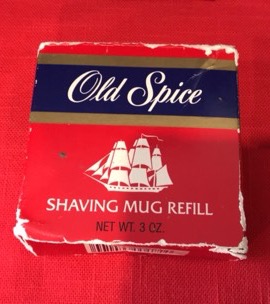 Old Spice
SHAVING MUG REFILL
NET WT. 3 OZ.